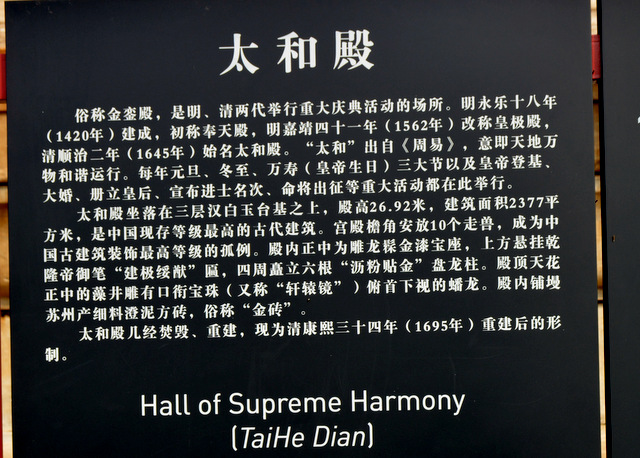 太和殿
俗称金銮殿，是明、清两代举行重大庆典活动的场所。明永乐十八年
（1420年）建成，初称奉天殿，明嘉靖四十一年（1562年）改称皇极殿，
清顺治二年（1645年）始名太和殿。“太和”出自《周易》，意即天地万
物和谐运行。每年元旦、冬至、万寿（皇帝生日）三大节以及皇帝登基、
大婚、册立皇后、宣布进士名次、命将出征等重大活动都在此举行。
太和殿坐落在三层汉白玉台基之上，殿高26.92米，建筑面积2377平
方米，是中国现存等级最高的古代建筑。宫殿檐角安放10个走兽，成为中
国古建筑装饰最高等级的孤例。殿内正中为雕龙髹金漆宝座，上方悬挂乾
隆帝御笔“建极绥猷”匾，四周矗立六根“沥粉贴金”盘龙柱。殿顶天花
正中的藻井雕有口衔宝珠（又称“轩辕镜”）俯首下视的蟠龙。殿内铺墁
苏州产细料澄泥方砖，俗称“金砖”。
太和殿几经焚毁、重建，现为清康熙三十四年（1695年）重建后的形
制。
Hall of Supreme Harmony
(TaiHe Dian)